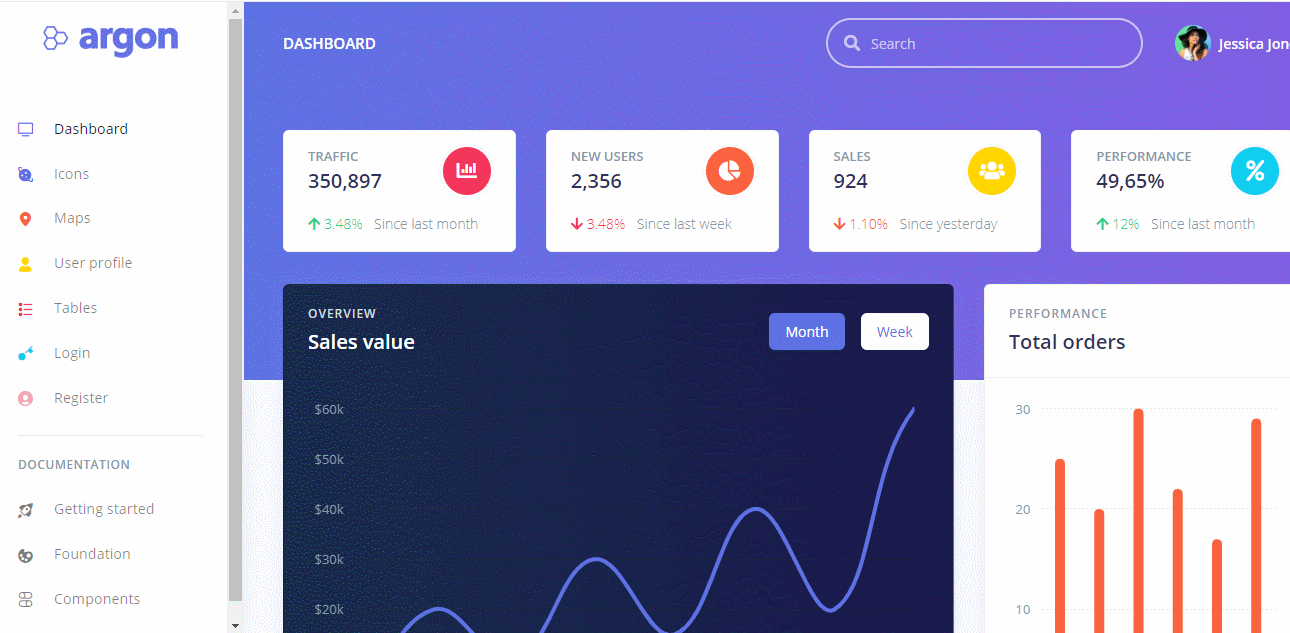 argon
DASHBOARD
Search
Jessica Jon
Dashboard
Icons
Maps
User profile
Tables
Login
Register
DOCUMENTATION
Getting started
Foundation
Components
TRAFFIC
350,897
3.48% Since last month
NEW USERS
2,356
3.48% Since last week
SALES
924
1.10% Since yesterday
PERFORMANCE
49,65%
12% Since last month
OVERVIEW
Sales value
Month
Week
$60k
$50k
$40k
$30k
$20k
PERFORMANCE
Total orders
30
20
10